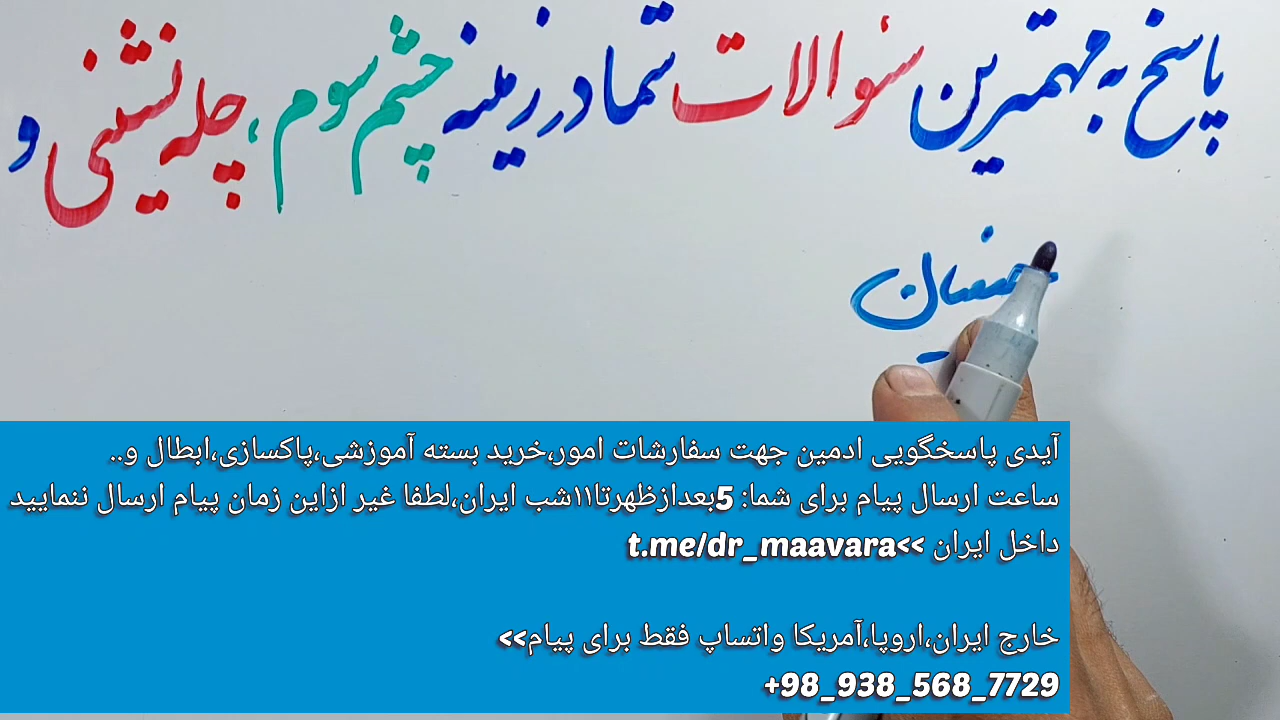 پاسخ به مهمترین سئوالات شما در زمینه چشم سوم ، چله نشینی و
آیدی پاسخگویی ادمین جهت سفارشات امور،خرید بسته آموزشی،پاکسازی،ابطال و..
ساعت ارسال پیام برای شما: 5بعدازظهرتا۱۱شب ایران،لطفا غیر ازاین زمان پیام ارسال ننمایید
داخل ایران >>t.me/dr_maavara
خارج ایران،اروپا،آمریکا واتساپ فقط برای پیام>>
+98_938_568_7729